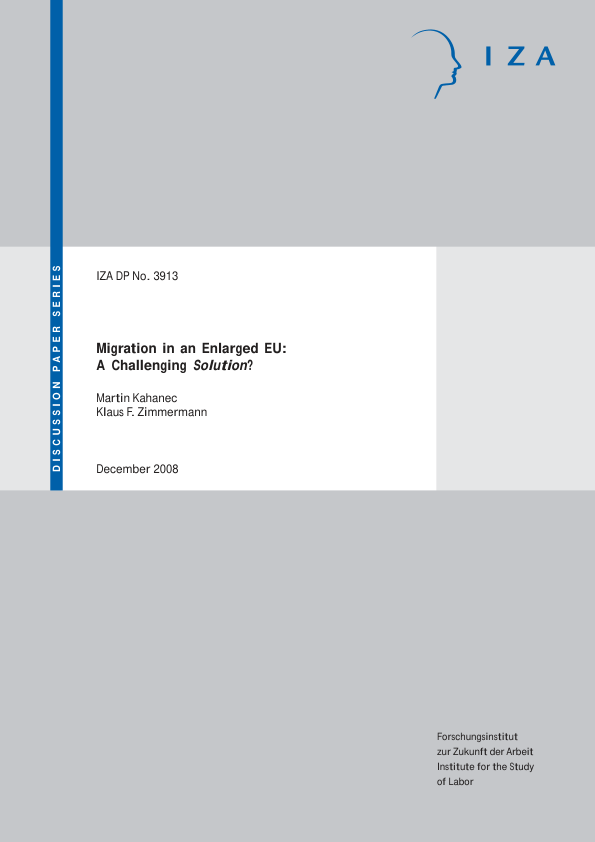 IZA
DISCUSSION PAPER SERIES
IZA DP No. 3913
Migration in an Enlarged EU:
A Challenging Solution?
Martin Kahanec
Klaus F. Zimmermann
December 2008
Forschungsinstitut
zur Zukunft der Arbeit
Institute for the Study
of Labor